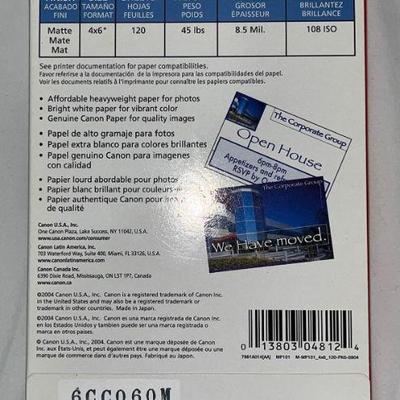 ACABADO TAMAÑO HOJAS PESO GROSOR BRILLANTEZ
FINI FORMAT FEUILLES POIDS ÉPAISSEUR BRILLANCE
Matte 4x6" 120 45 lbs 8.5 Mil. 108 ISO
Mate
Mat
See printer documentation for paper compatibilities.
Favor referirse a la documentación de la impresora para las compatibilidades del papel.
pour connaître les papiers compatibles.
• Affordable heavyweight paper for photos
• Bright white paper for vibrant color
• Genuine Canon Paper for quality images
• Papel de alto gramaje para fotos
• Papel extra blanco para colores brillantes
• Papel genuino Canon para imagenes
con calidad
• Papier lourd abordable pour photos
• Papier blanc brillant pour couleurs
• Papier authentique Canon pour
de qualité
The Corporate Group
Open House
6pm-8pm
Appetizers and
RSVP by
The Corporate Group
We Have moved.
Canon U.S.A., Inc.
One Canon Plaza, Lake Success, NY 11042, U.S.A.
www.usa.canon.com/consumer
Canon Latin America, Inc.
703 Waterford Way, Suite 400, Miami, FL 33126, U.S.A.
www.canonlatinamerica.com
Canon Canada Inc.
6390 Dixie Road, Mississauga, ON L5T 1P7, Canada
www.canon.ca
©2004 Canon U.S.A., Inc. Canon is a registered trademark of Canon Inc.
in the United States and may also be a registered trademark or
trademark in other countries. Made in Japan.
©2004 Canon U.S.A., Inc. Canon es una marca registrada de Canon Inc.
en los Estados Unidos y también puede ser una marca registrada o
marca en otros países. Hecho en Japón.
© 2004 Canon U.S.A., Inc. Canon est une marque déposée de Canon
Inc. aux États-Unis, et peut également être une marque déposée ou
une marque de commerce dans d'autres pays. Fabriqué au Japon.
7981A014[AA] MP101 M-MP101_4x6_120-PKG-0804
0 13803 04812 4
6CC060M